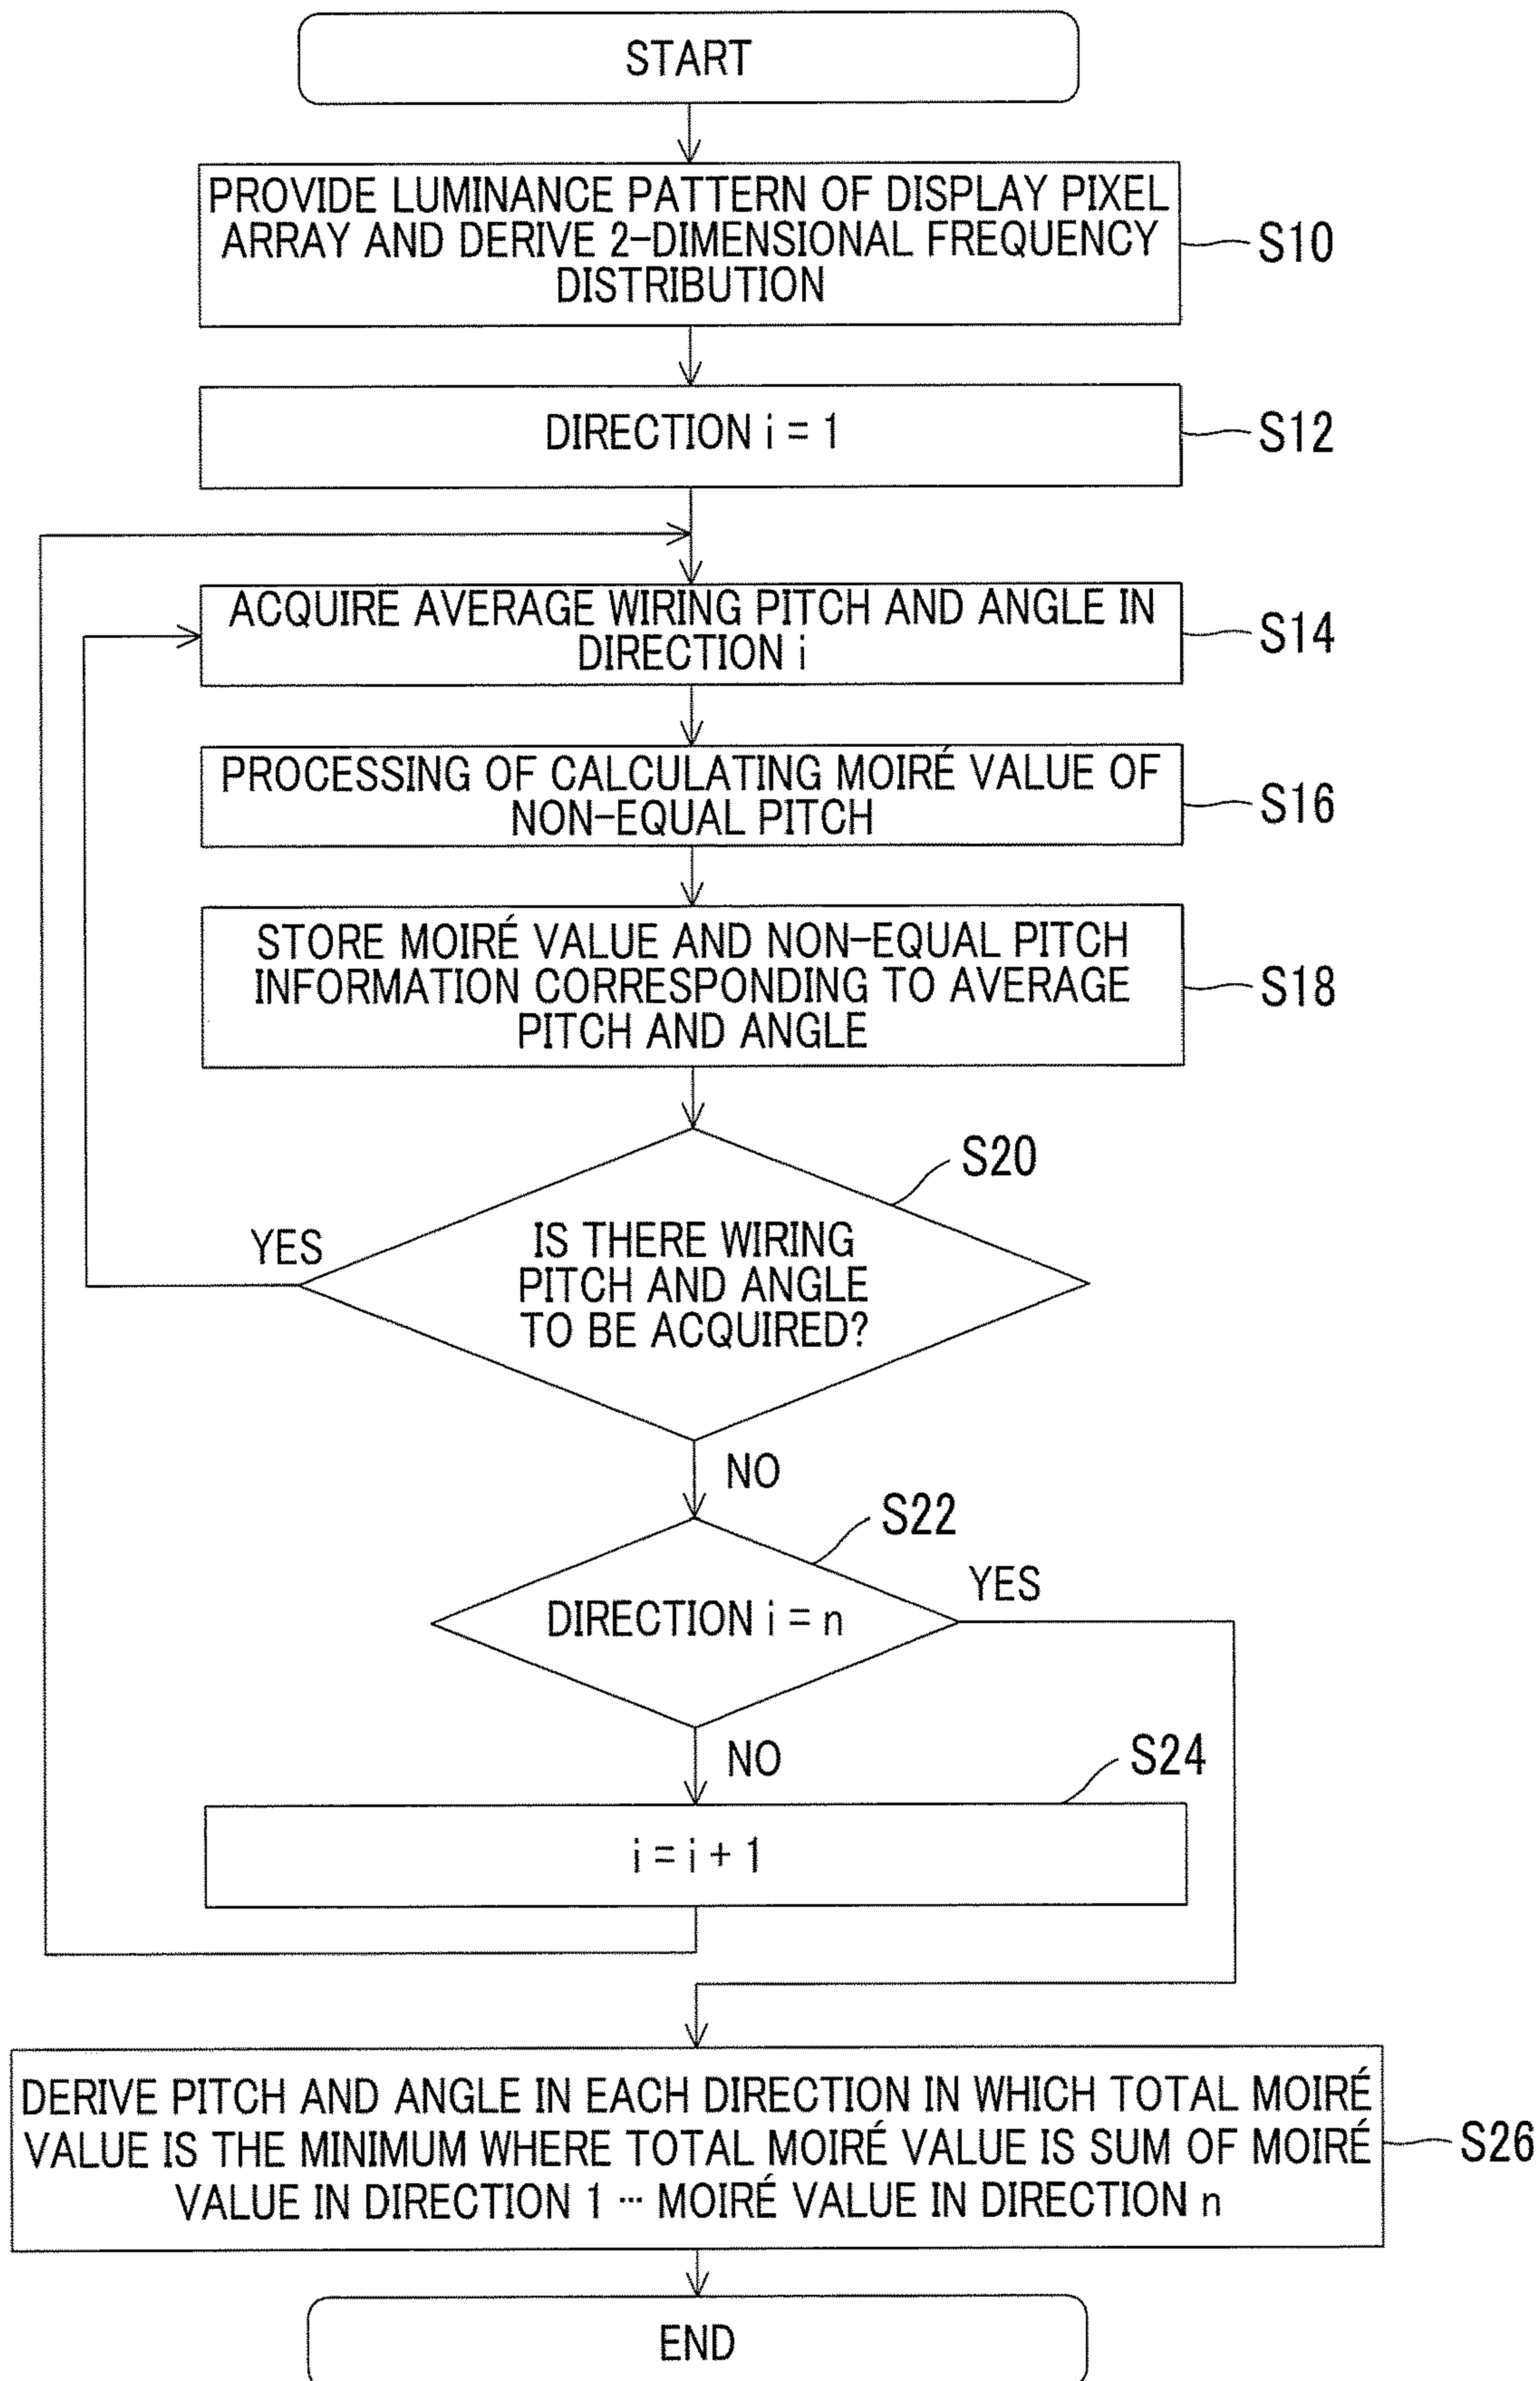 START
PROVIDE LUMINANCE PATTERN OF DISPLAY PIXEL
ARRAY AND DERIVE 2-DIMENSIONAL FREQUENCY
DISTRIBUTION
S10
DIRECTION i = 1
S12
ACQUIRE AVERAGE WIRING PITCH AND ANGLE IN
DIRECTION i
S14
PROCESSING OF CALCULATING MOIRÉ VALUE OF
NON-EQUAL PITCH
S16
STORE MOIRÉ VALUE AND NON-EQUAL PITCH
INFORMATION CORRESPONDING TO AVERAGE
PITCH AND ANGLE
S18
S20
YES
IS THERE WIRING
PITCH AND ANGLE
TO BE ACQUIRED?
NO
S22
YES
DIRECTION i = n
NO
S24
i = i + 1
DERIVE PITCH AND ANGLE IN EACH DIRECTION IN WHICH TOTAL MOIRÉ
VALUE IS THE MINIMUM WHERE TOTAL MOIRÉ VALUE IS SUM OF MOIRÉ
VALUE IN DIRECTION 1 ··· MOIRÉ VALUE IN DIRECTION n
S26
END